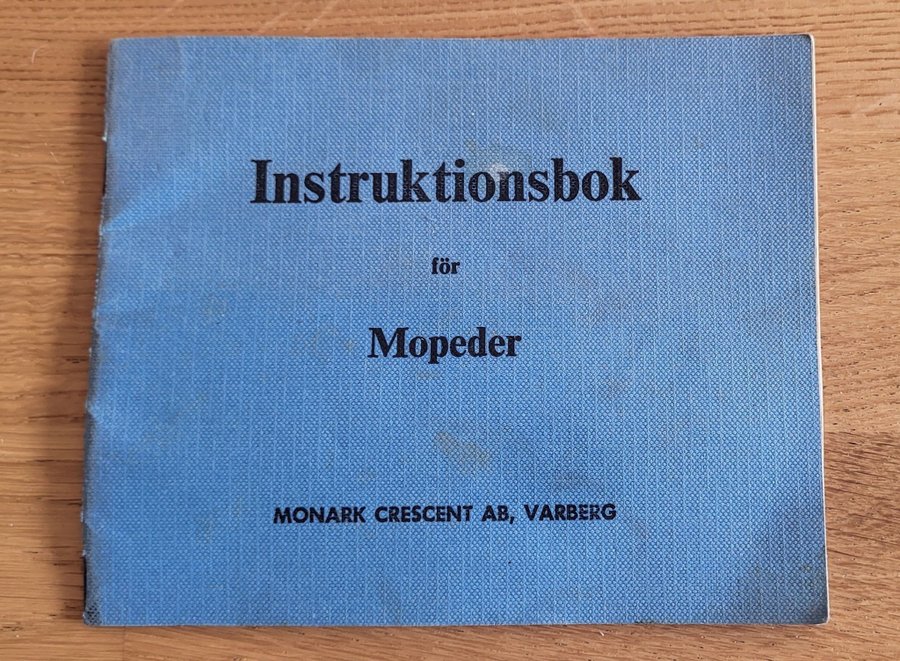 Instruktionsbok
för
Mopeder
MONARK CRESCENT AB, VARBERG